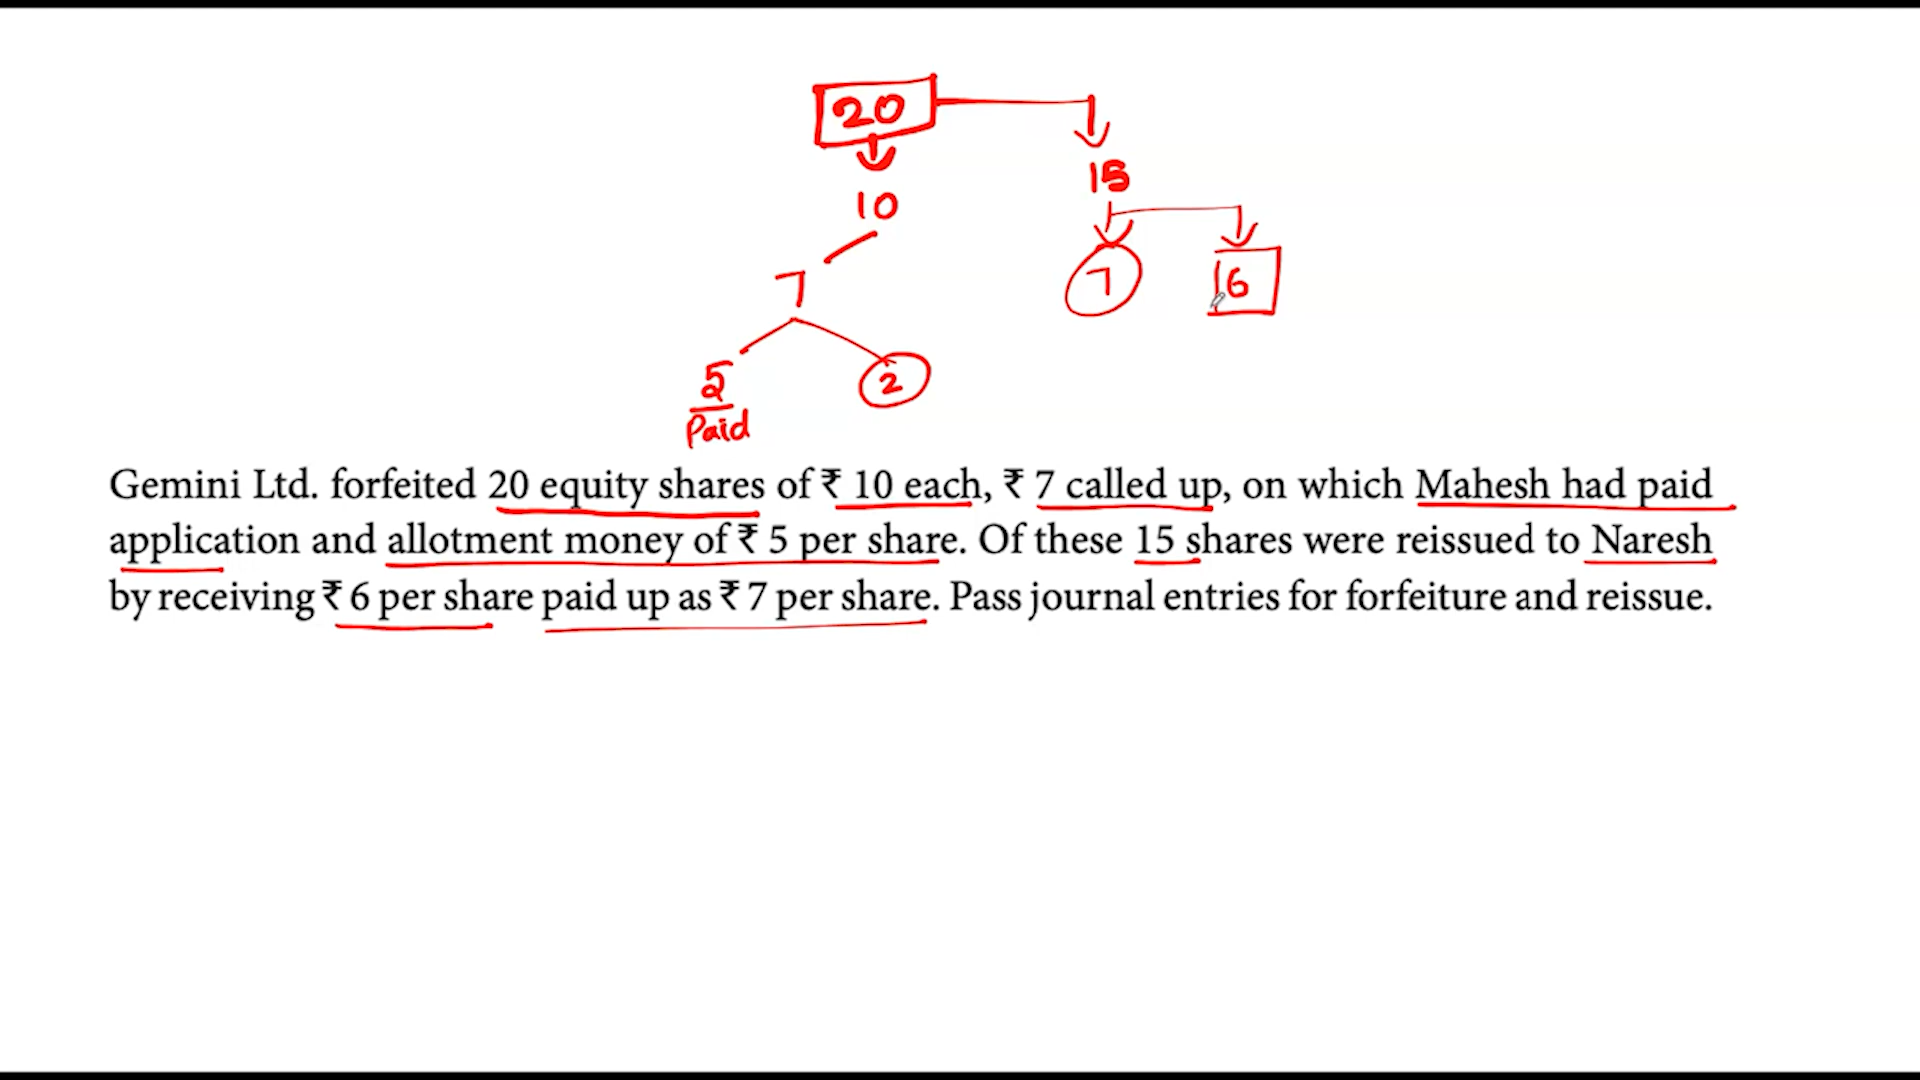 20
10
15
7
7
6
5
2
Paid
Gemini Ltd. forfeited 20 equity shares of ₹ 10 each, ₹ 7 called up, on which Mahesh had paid
application and allotment money of ₹ 5 per share. Of these 15 shares were reissued to Naresh
by receiving ₹ 6 per share paid up as ₹ 7 per share. Pass journal entries for forfeiture and reissue.